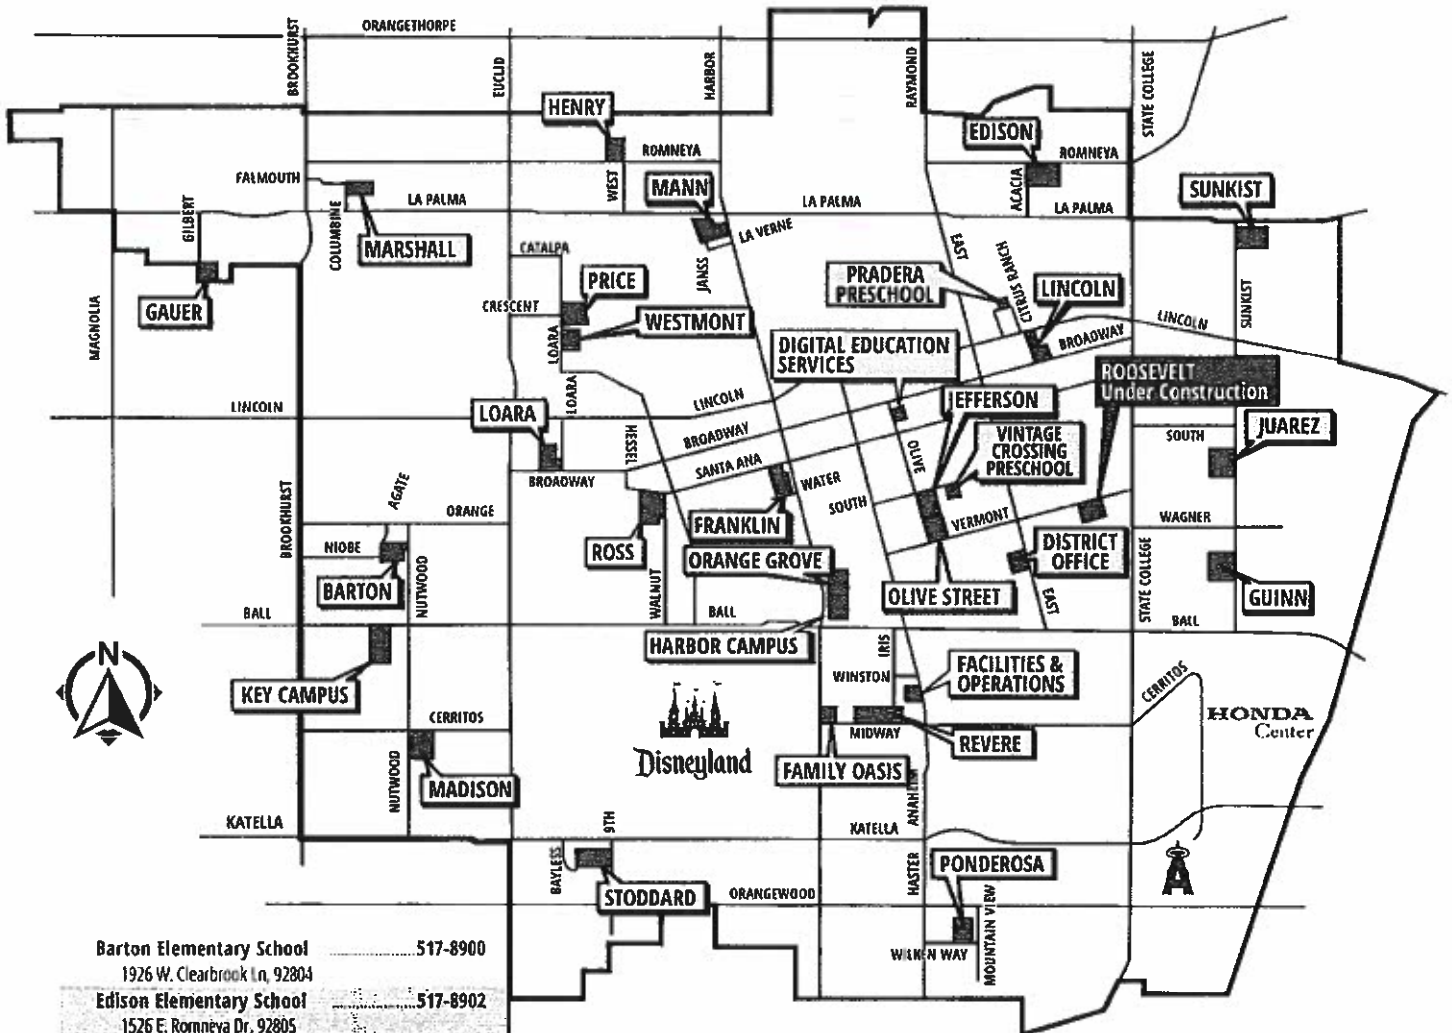 ORANGETHORPE
BROOKHURST
EUCLID
HARBOR
RAYMOND
STATE COLLEGE
HENRY
EDISON
ROMNEYA
ROMNEYA
FALMOUTH
WEST
MANN
ACACIA
SUNKIST
GILBERT
COLUMBINE
LA PALMA
LA PALMA
LA PALMA
MARSHALL
CATALPA
LA VERNE
EAST
JANSS
PRADERA
PRESCHOOL
CITRUS RANCH
LINCOLN
PRICE
GAUER
MAGNOLIA
CRESCENT
WESTMONT
LOARA
SUNKIST
LINCOLN
BROADWAY
DIGITAL EDUCATION
SERVICES
ROOSEVELT
Under Construction
LOARA
LINCOLN
LOARA
LINCOLN
JEFFERSON
HESSEL
BROADWAY
VINTAGE
CROSSING
PRESCHOOL
SOUTH
JUAREZ
OLIVE
SANTA ANA
BROADWAY
WATER
AGATE
BROOKHURST
ORANGE
SOUTH
FRANKLIN
VERMONT
WAGNER
NIOBE
ROSS
ORANGE GROVE
DISTRICT
OFFICE
BARTON
NUTWOOD
WALNUT
OLIVE STREET
EAST
STATE COLLEGE
GUINN
BALL
BALL
BALL
HARBOR CAMPUS
IRIS
N
KEY CAMPUS
WINSTON
FACILITIES &
OPERATIONS
CERRITOS
CERRITOS
HONDA
Center
MIDWAY
REVERE
Disneyland
FAMILY OASIS
ANAHEIM
NUTWOOD
MADISON
KATELLA
9TH
KATELLA
BAYLESS
STODDARD
ORANGEWOOD
HASTER
PONDEROSA
A
MOUNTAIN VIEW
WILKEN WAY
Barton Elementary School ..............517-8900
1926 W. Clearbrook Ln, 92804
Edison Elementary School ..............517-8902
1526 E. Romneya Dr. 92805